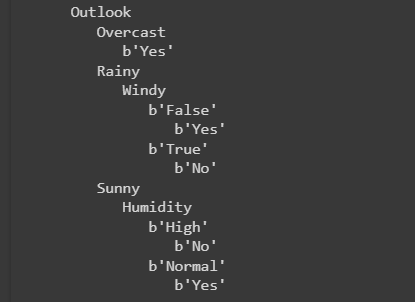 Outlook
Overcast
b'Yes'
Rainy
Windy
b'False'
b'Yes'
b'True'
b'No'
Sunny
Humidity
b'High'
b'No'
b'Normal'
b'Yes'